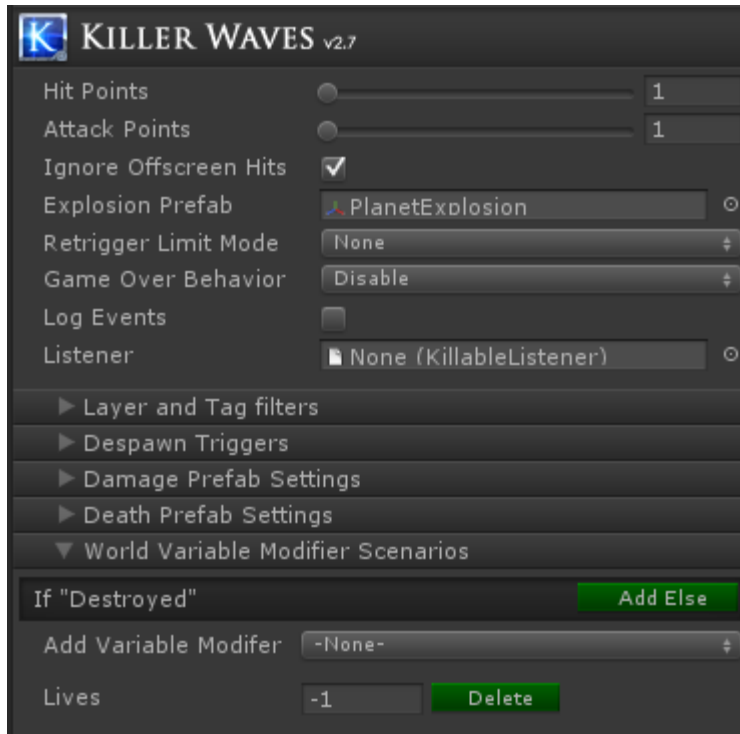 K KILLER WAVES v2.7
Hit Points 1
Attack Points 1
Ignore Offscreen Hits
Explosion Prefab PlanetExplosion
Retrigger Limit Mode None
Game Over Behavior Disable
Log Events
Listener None (KillableListener)
Layer and Tag filters
Despawn Triggers
Damage Prefab Settings
Death Prefab Settings
World Variable Modifier Scenarios
If "Destroyed" Add Else
Add Variable Modifer -None-
Lives -1 Delete